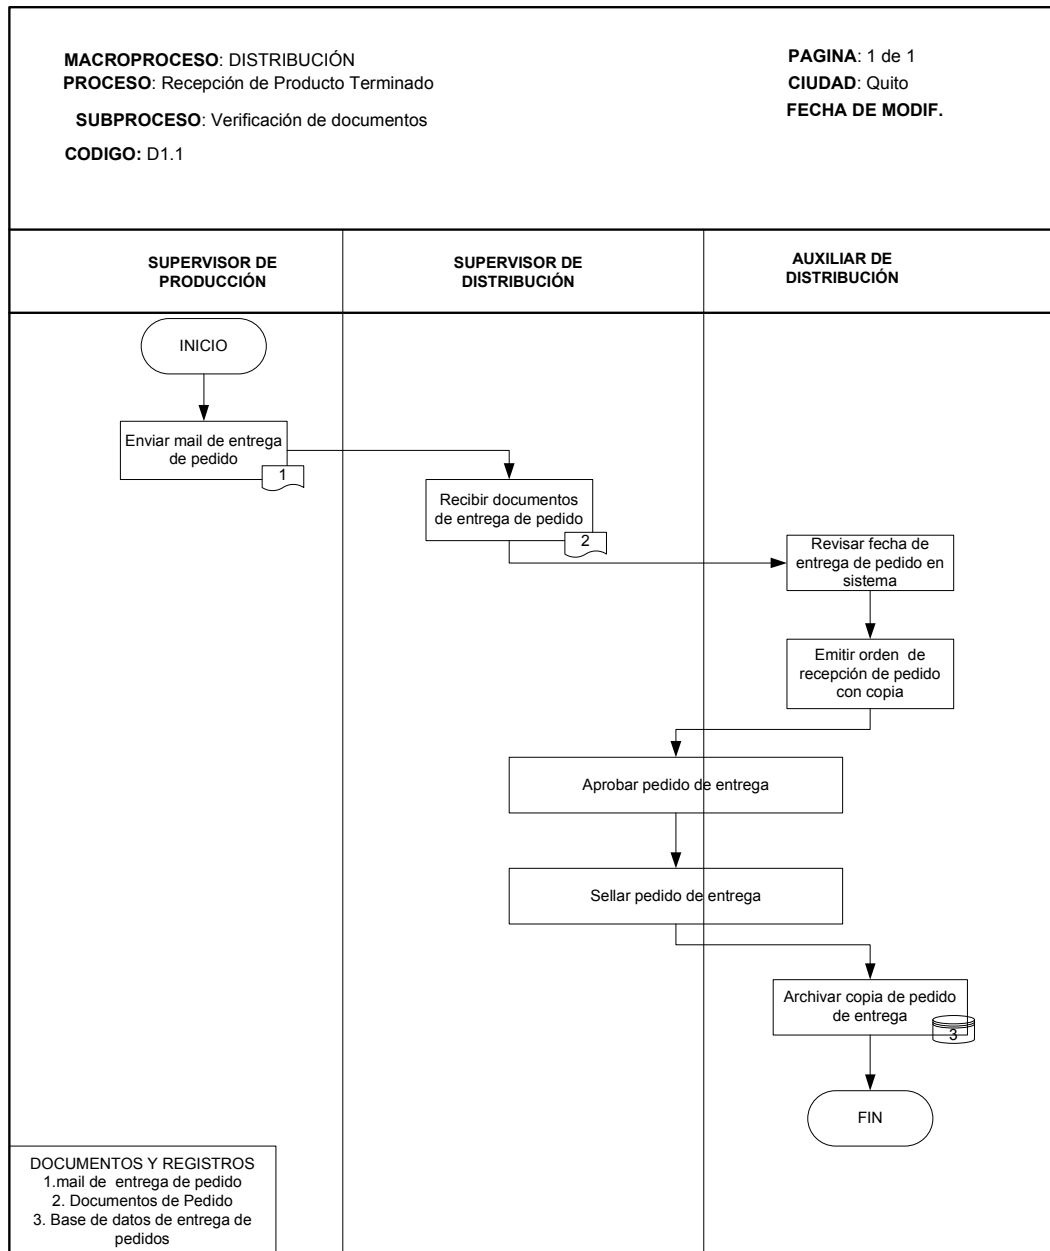 MACROPROCESO: DISTRIBUCIÓN
PROCESO: Recepción de Producto Terminado
SUBPROCESO: Verificación de documentos
CODIGO: D1.1
PAGINA: 1 de 1
CIUDAD: Quito
FECHA DE MODIF.
SUPERVISOR DE
PRODUCCIÓN
SUPERVISOR DE
DISTRIBUCIÓN
AUXILIAR DE
DISTRIBUCIÓN
INICIO
Enviar mail de entrega
de pedido
1
Recibir documentos
de entrega de pedido
2
Revisar fecha de
entrega de pedido en
sistema
Emitir orden  de
recepción de pedido
con copia
Aprobar pedido de entrega
Sellar pedido de entrega
Archivar copia de pedido
de entrega
3
FIN
DOCUMENTOS Y REGISTROS
1.mail de  entrega de pedido
2. Documentos de Pedido
3. Base de datos de entrega de
pedidos